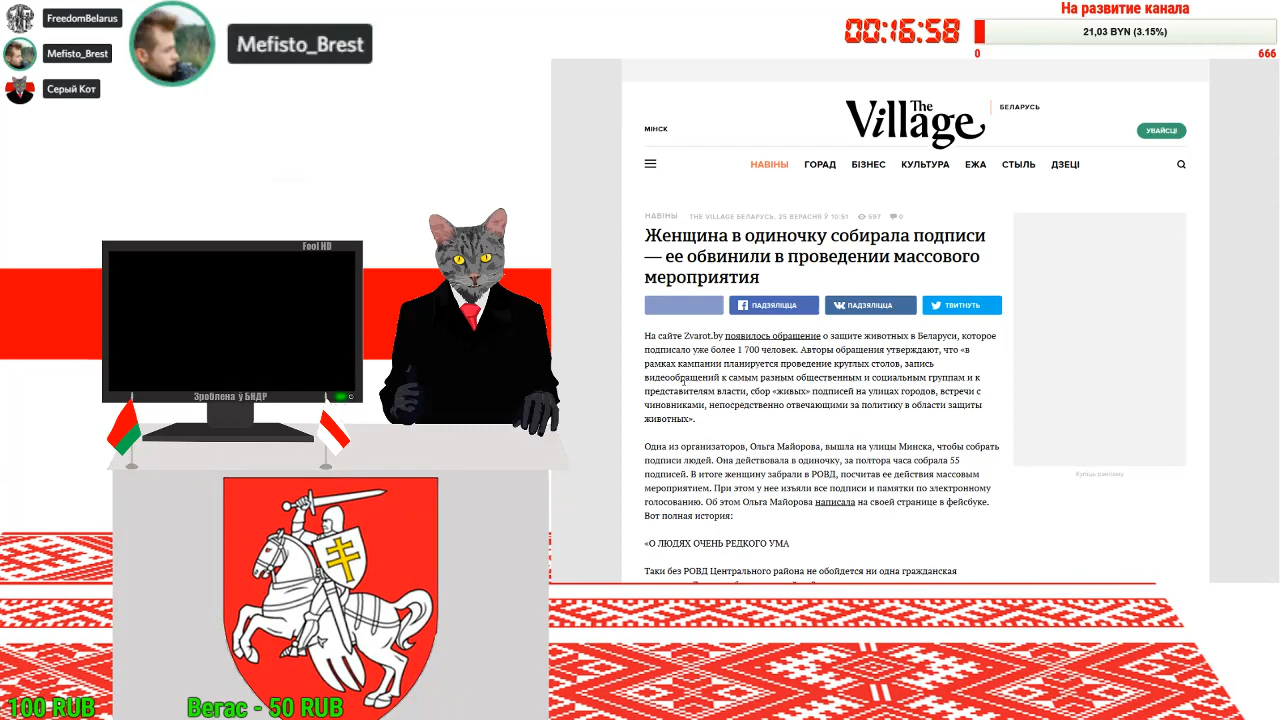 FreedomBelarus
Mefisto_Brest
Серый Кот
Mefisto_Brest
00:16:58
На развитие канала
21,03 BYN (3.15%)
0
666
МІНСК
The
Village
БЕЛАРУСЬ
УВАЙСЦІ
НАВІНЫ ГОРАД БІЗНЕС КУЛЬТУРА ЕЖА СТЫЛЬ ДЗЕЦІ
НАВІНЫ THE VILLAGE БЕЛАРУСЬ, 25 ВЕРАСНЯ Ў 10:51 597 0
Женщина в одиночку собирала подписи
— ее обвинили в проведении массового
мероприятия
ПАДЗЯЛІЦЦА ПАДЗЯЛІЦЦА ТВИТНУТЬ
На сайте Zvarot.by появилось обращение о защите животных в Беларуси, которое
подписало уже более 1 700 человек. Авторы обращения утверждают, что «в
рамках кампании планируется проведение круглых столов, запись
видеообращений к самым разным общественным и социальным группам и к
представителям власти, сбор «живых» подписей на улицах городов, встречи с
чиновниками, непосредственно отвечающими за политику в области защиты
животных».
Одна из организаторов, Ольга Майорова, вышла на улицы Минска, чтобы собрать
подписи людей. Она действовала в одиночку, за полтора часа собрала 55
подписей. В итоге женщину забрали в РОВД, посчитав ее действия массовым
мероприятием. При этом у нее изъяли все подписи и памятки по электронному
голосованию. Об этом Ольга Майорова написала на своей странице в фейсбуке.
Вот полная история:
«О ЛЮДЯХ ОЧЕНЬ РЕДКОГО УМА
Таки без РОВД Центрального района не обойдется ни одна гражданская
Купіць рэкламу
Fool HD
Зроблена ў БНДР
100 RUB
Вегас - 50 RUB